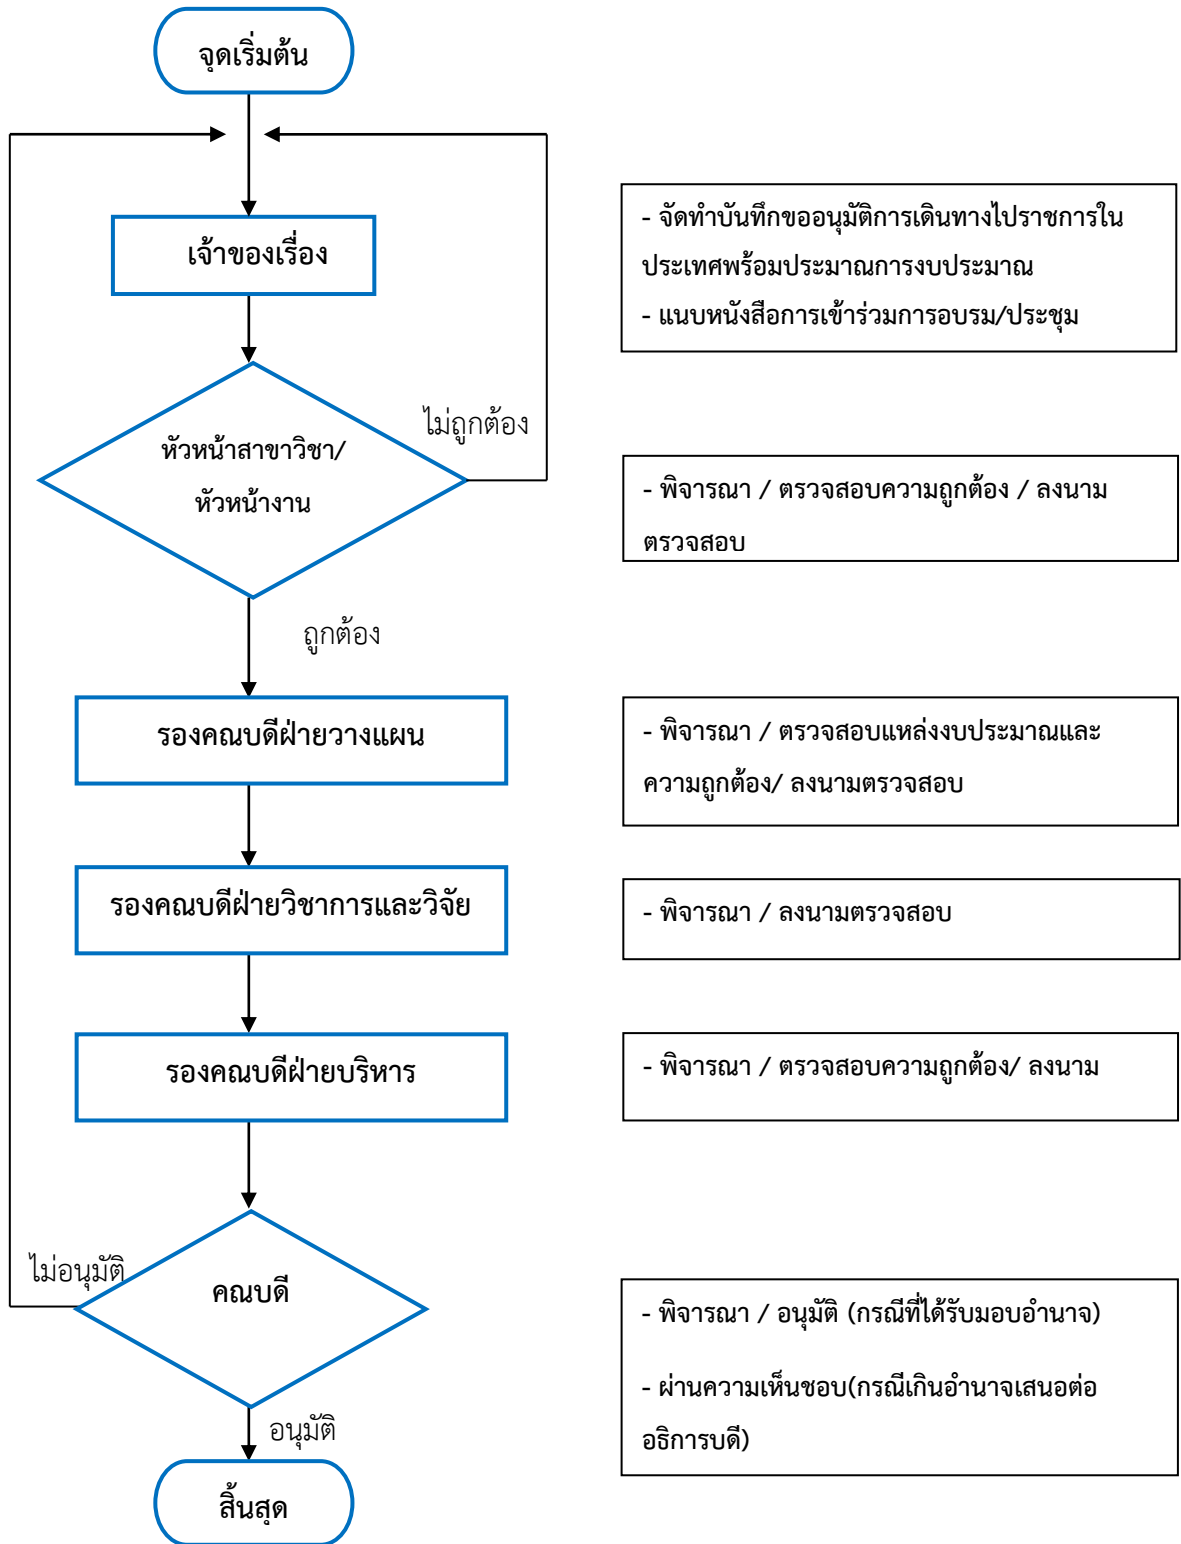 จุดเริ่มต้น
เจ้าของเรื่อง
- จัดทำบันทึกขออนุมัติการเดินทางไปราชการใน
ประเทศพร้อมประมาณการงบประมาณ
- แนบหนังสือการเข้าร่วมการอบรม/ประชุม
ไม่ถูกต้อง
หัวหน้าสาขาวิชา/
หัวหน้างาน
- พิจารณา / ตรวจสอบความถูกต้อง / ลงนาม
ตรวจสอบ
ถูกต้อง
รองคณบดีฝ่ายวางแผน
- พิจารณา / ตรวจสอบแหล่งงบประมาณและ
ความถูกต้อง/ ลงนามตรวจสอบ
รองคณบดีฝ่ายวิชาการและวิจัย
- พิจารณา / ลงนามตรวจสอบ
รองคณบดีฝ่ายบริหาร
- พิจารณา / ตรวจสอบความถูกต้อง/ ลงนาม
ไม่อนุมัติ
คณบดี
- พิจารณา / อนุมัติ (กรณีที่ได้รับมอบอำนาจ)
- ผ่านความเห็นชอบ(กรณีเกินอำนาจเสนอต่อ
อธิการบดี)
อนุมัติ
สิ้นสุด